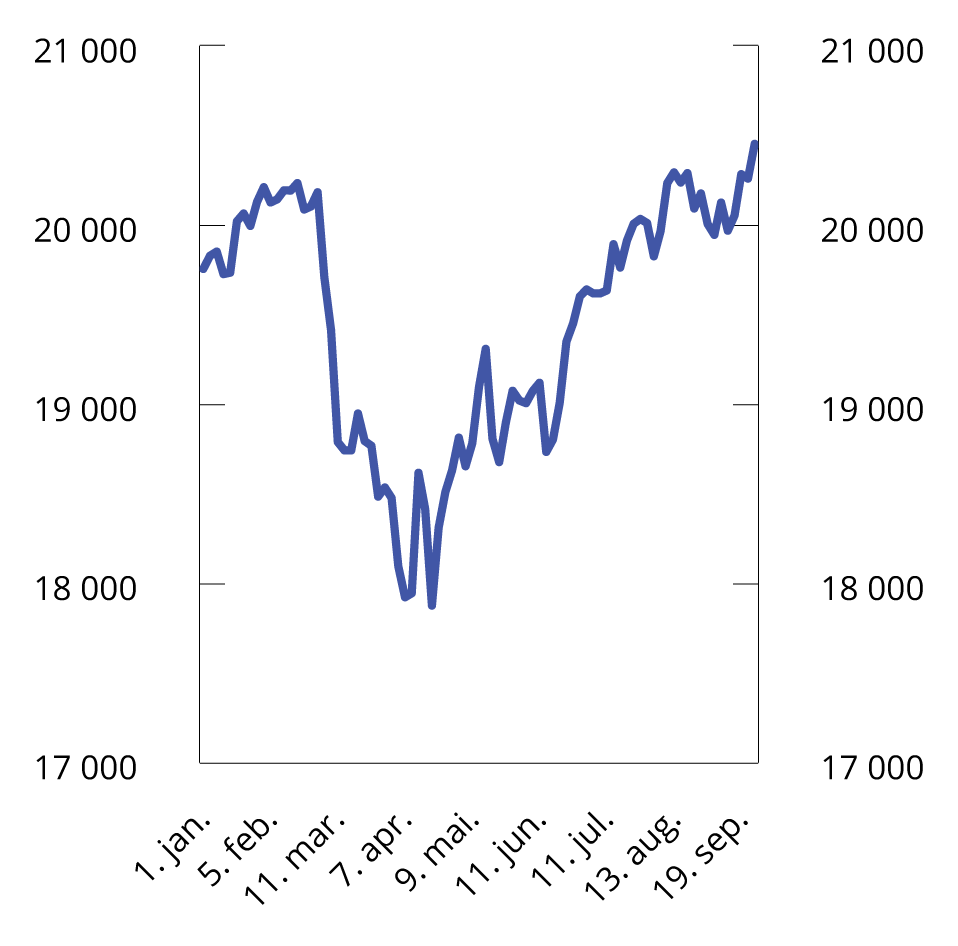 21 000 21 000
20 000 20 000
19 000 19 000
18 000 18 000
17 000 17 000
1. jan.
5. feb.
11. mar.
7. apr.
9. mai.
11. jun.
11. jul.
13. aug.
19. sep.